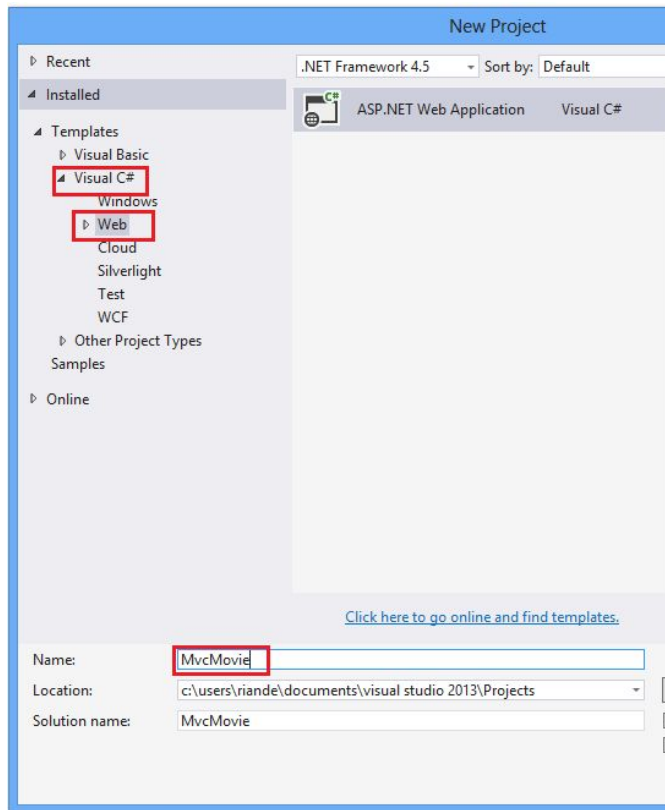 New Project
Recent
.NET Framework 4.5 Sort by: Default
Installed
ASP.NET Web Application Visual C#
C#
Templates
Visual Basic
Visual C#
Windows
Web
Cloud
Silverlight
Test
WCF
Other Project Types
Samples
Online
Click here to go online and find templates.
Name: MvcMovie
Location: c:\users\riande\documents\visual studio 2013\Projects
Solution name: MvcMovie